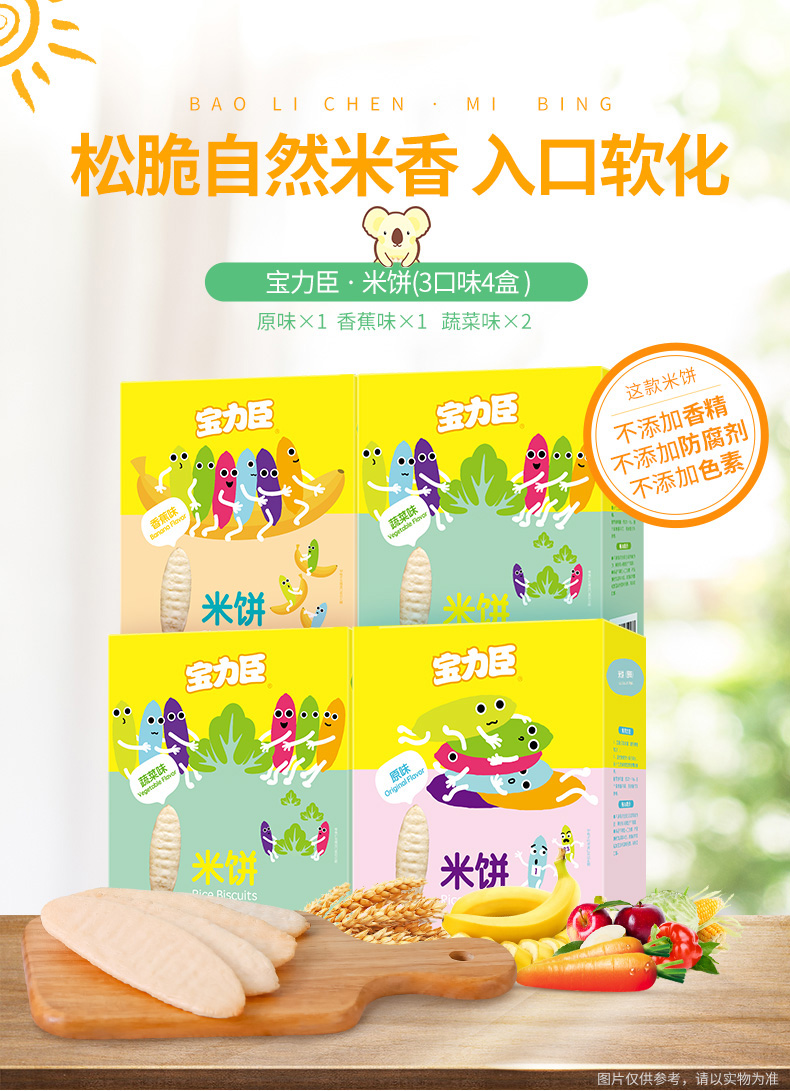 BAO LI CHEN · MI BING
松脆自然米香 入口软化
宝力臣·米饼(3口味4盒)
原味×1 香蕉味×1 蔬菜味×2
这款米饼
不添加香精
不添加防腐剂
不添加色素
宝力臣
香蕉味
Banana Flavor
米饼
宝力臣
蔬菜味
Vegetable Flavor
米饼
宝力臣
蔬菜味
Vegetable Flavor
米饼
Rice Biscuits
宝力臣
原味
Original Flavor
米饼
图片仅供参考，请以实物为准